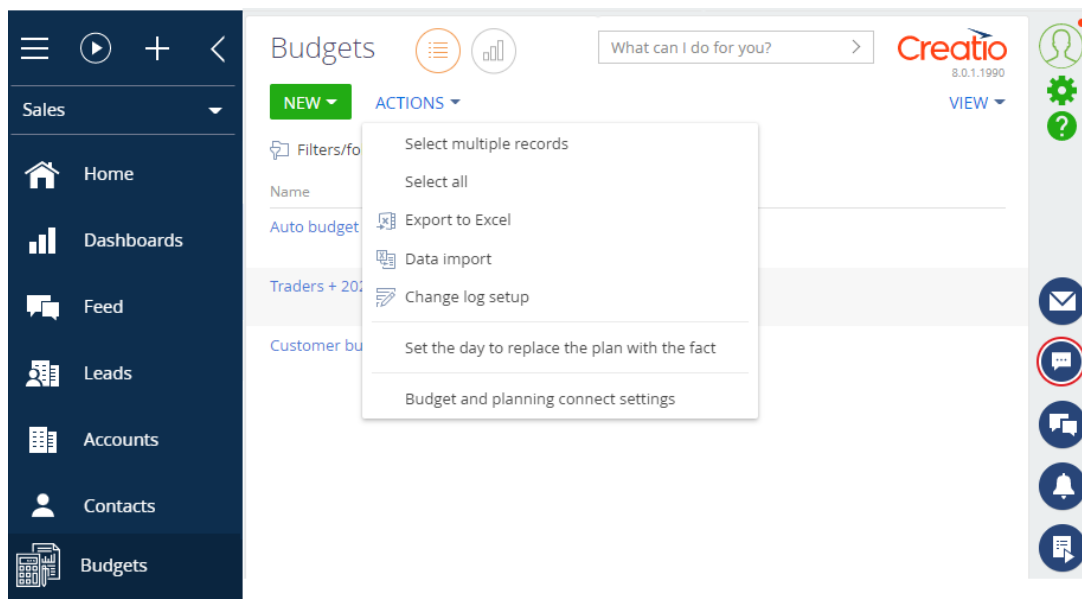 Budgets
What can I do for you?
Creatio
8.0.1.1990
Sales
NEW
ACTIONS
VIEW
Home
Dashboards
Feed
Leads
Accounts
Contacts
Budgets
Filters/fo
Name
Auto budget
Traders + 202
Customer bu
Select multiple records
Select all
Export to Excel
Data import
Change log setup
Set the day to replace the plan with the fact
Budget and planning connect settings